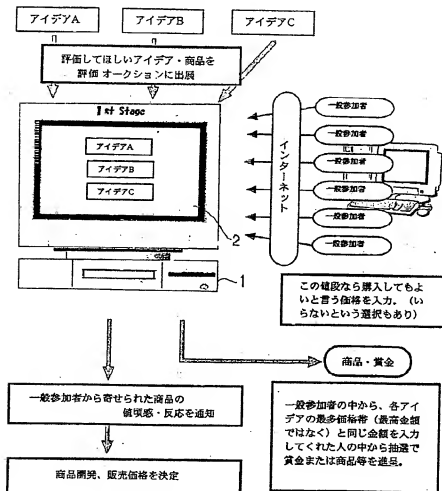 アイデアA
アイデアB
アイデアC
評価してほしいアイデア・商品を
評価オークションに出展
1st Stage
アイデアA
アイデアB
アイデアC
2
1
インターネット
一般参加者
一般参加者
一般参加者
一般参加者
一般参加者
一般参加者
この値段なら購入してもよ
いと言う価格を入力。（い
らないという選択もあり）
商品・賞金
一般参加者から寄せられた商品の
値頃感・反応を通知
商品開発、販売価格を決定
一般参加者の中から、各アイ
デアの最多価格帯（最高金額
ではなく）と同じ金額を入力
してくれた人の中から抽選で
賞金または商品等を進呈。